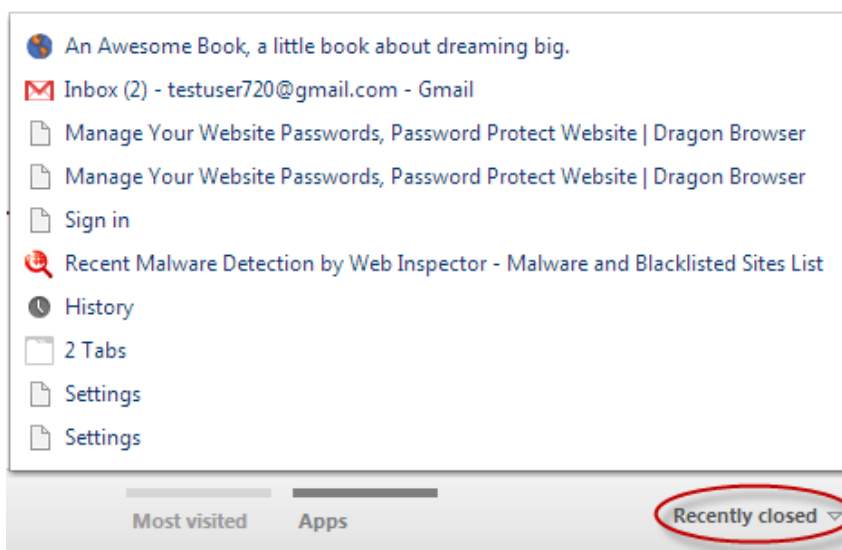 An Awesome Book, a little book about dreaming big.
Inbox (2) - testuser720@gmail.com - Gmail
Manage Your Website Passwords, Password Protect Website | Dragon Browser
Manage Your Website Passwords, Password Protect Website | Dragon Browser
Sign in
Recent Malware Detection by Web Inspector - Malware and Blacklisted Sites List
History
2 Tabs
Settings
Settings
Most visited Apps Recently closed